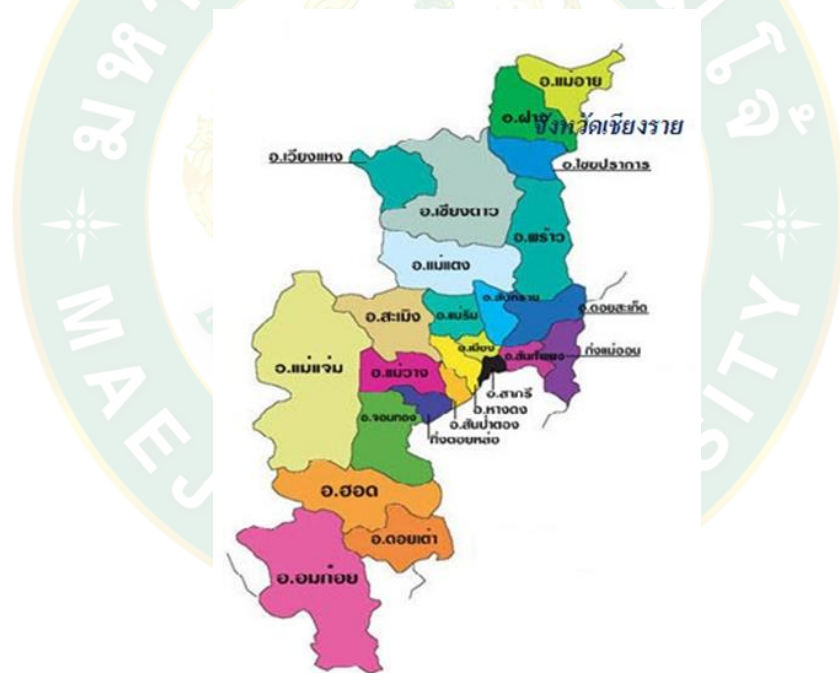 อ.แม่อาย
อ.ฝาง
จังหวัดเชียงราย
อ.เวียงแหง
อ.ไชยปราการ
อ.เชียงดาว
อ.พร้าว
อ.แม่แตง
อ.สันทราย
อ.สะเมิง
อ.แม่ริม
อ.ดอยสะเก็ด
อ.เมือง
อ.สันกำแพง
กิ่งแม่ออน
อ.แม่แจ่ม
อ.แม่วาง
อ.สารภี
อ.หางดง
อ.จอมทอง
อ.สันป่าตอง
กิ่งดอยหล่อ
อ.ฮอด
อ.ดอยเต่า
อ.อมก๋อย